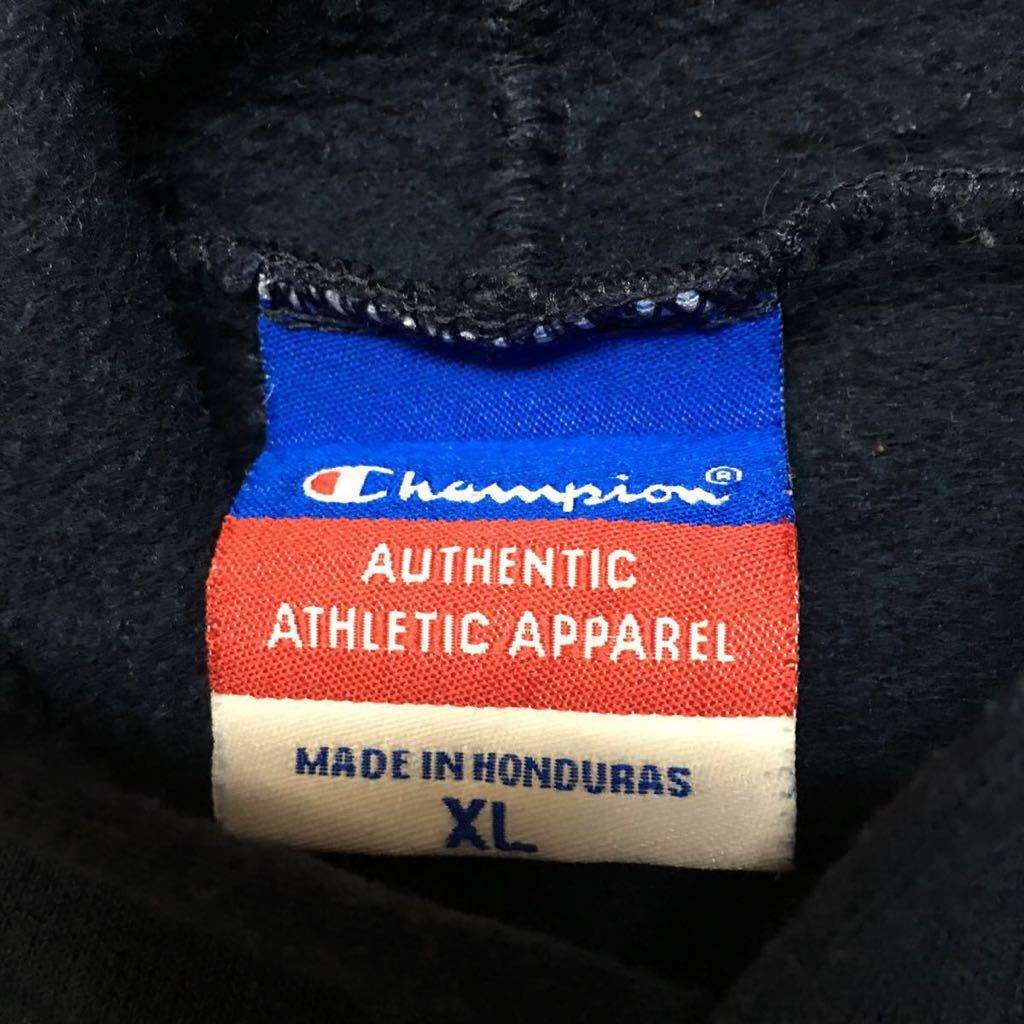 Champion®
AUTHENTIC
ATHLETIC APPAREL
MADE IN HONDURAS
XL